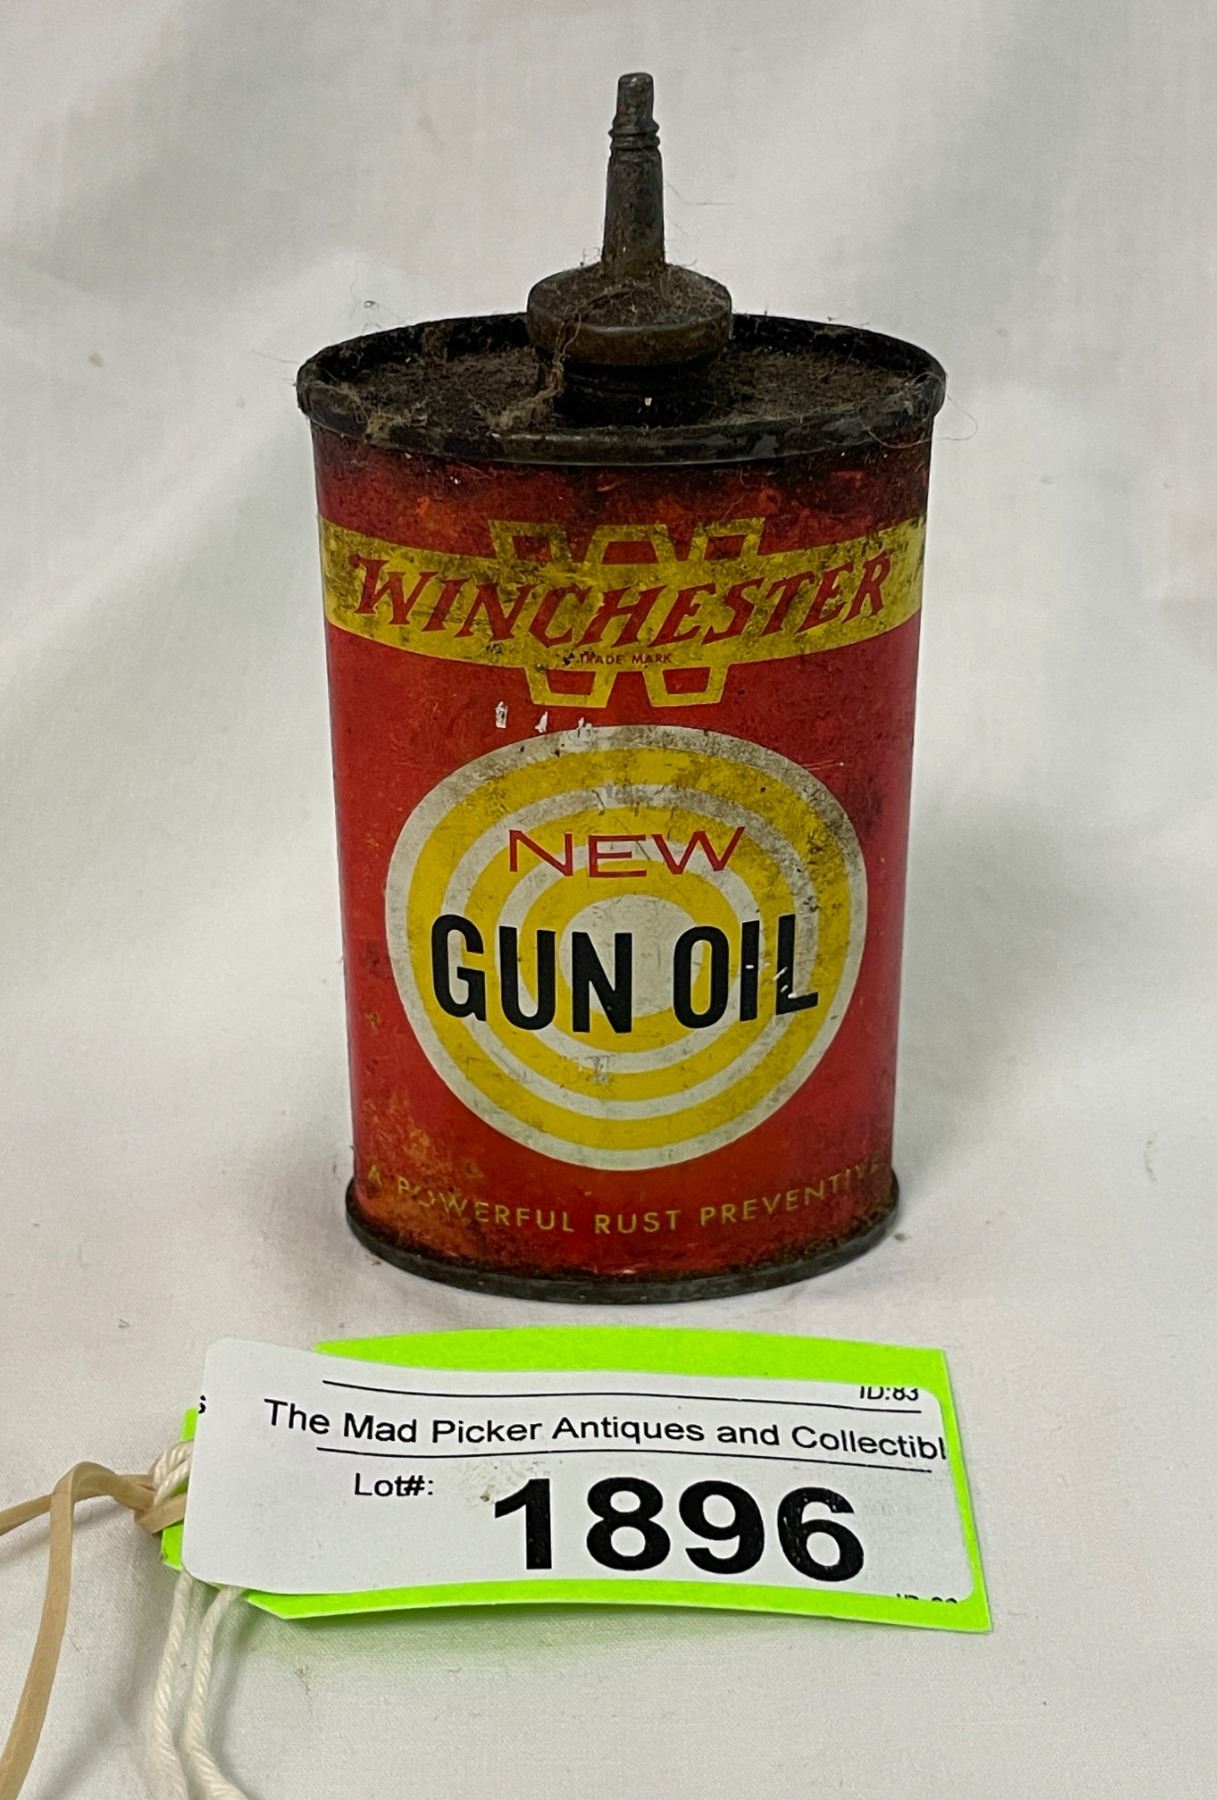 WINCHESTER
TRADE MARK
NEW
GUN OIL
A POWERFUL RUST PREVENTIVE
ID:83
The Mad Picker Antiques and Collectibl
Lot#: 1896